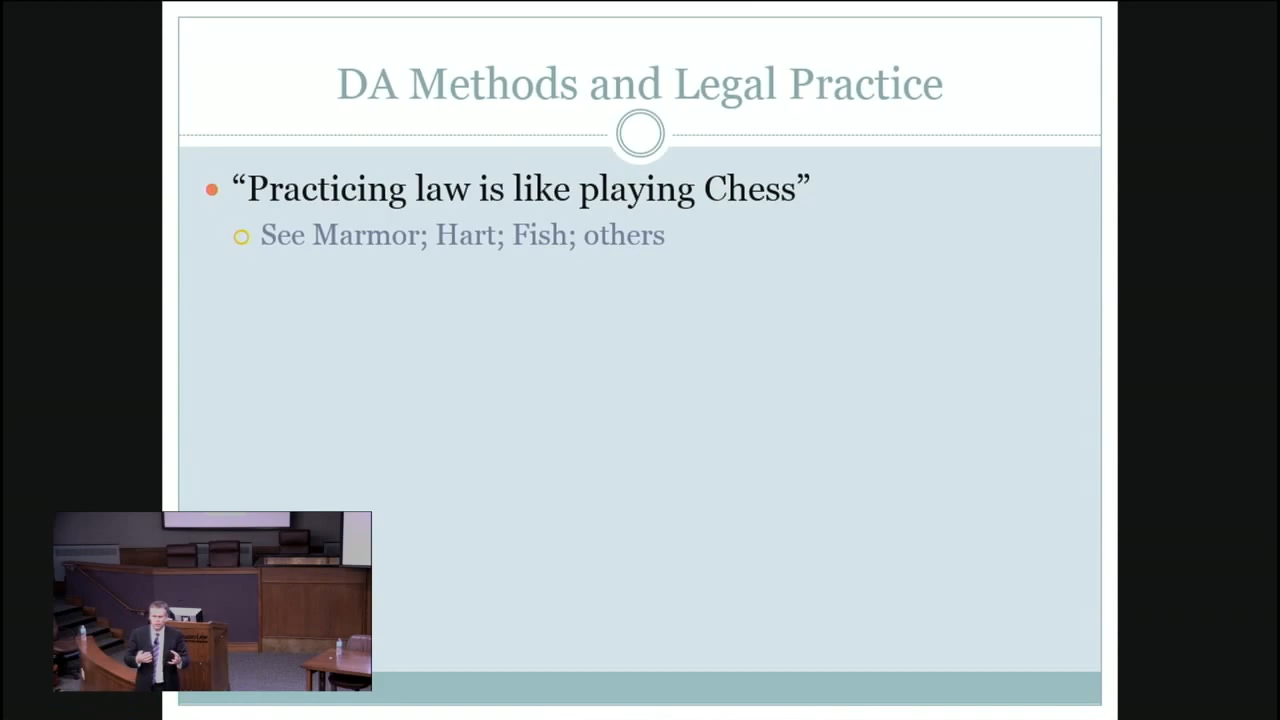 DA Methods and Legal Practice
“Practicing law is like playing Chess”
See Marmor; Hart; Fish; others